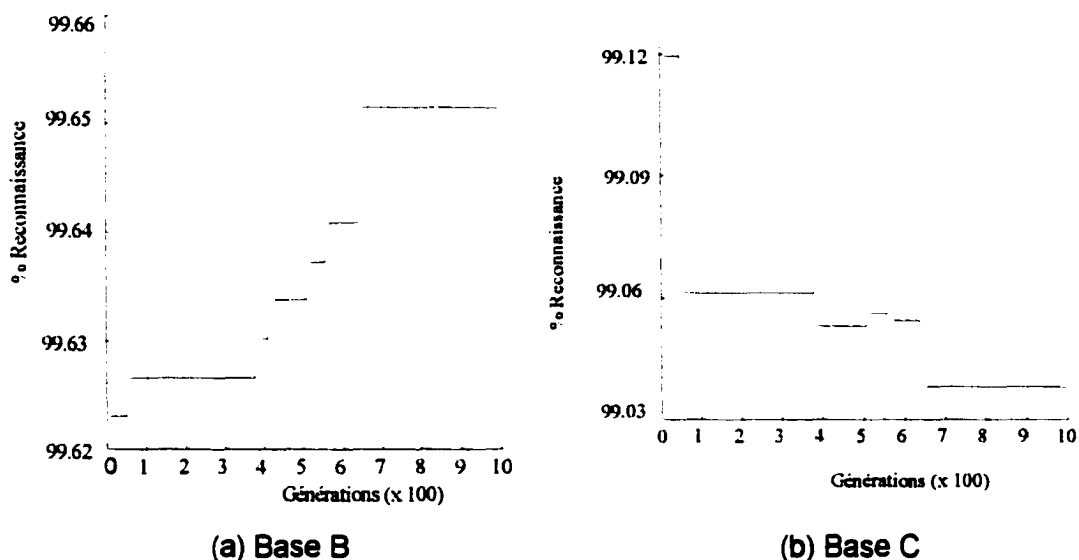 99.66
99.65
99.64
99.63
99.62
% Reconnaissance
0 1 2 3 4 5 6 7 8 9 10
Générations (x 100)
(a) Base B
99.12
99.09
99.06
99.03
% Reconnaissance
0 1 2 3 4 5 6 7 8 9 10
Générations (x 100)
(b) Base C